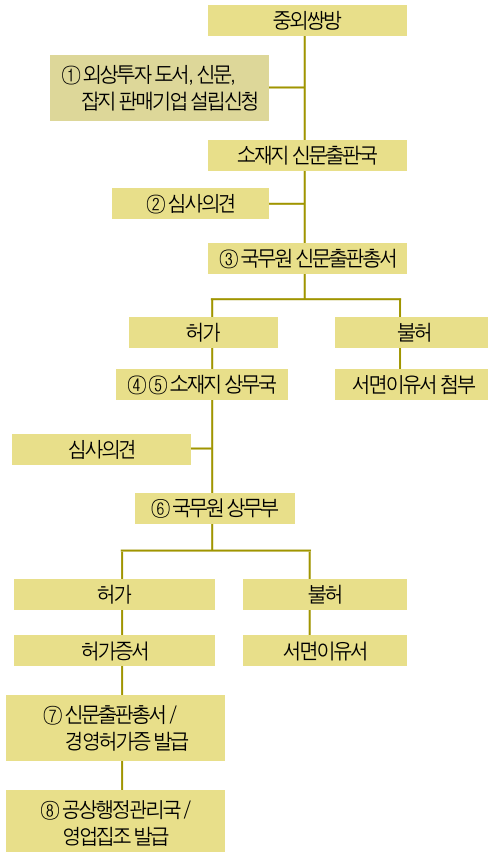 중외쌍방
① 외상투자 도서, 신문,
잡지 판매기업 설립신청
소재지 신문출판국
② 심사의견
③ 국무원 신문출판총서
허가
불허
④ ⑤ 소재지 상무국
서면이유서 첨부
심사의견
⑥ 국무원 상무부
허가
불허
허가증서
서면이유서
⑦ 신문출판총서 /
경영허가증 발급
⑧ 공상행정관리국 /
영업집조 발급